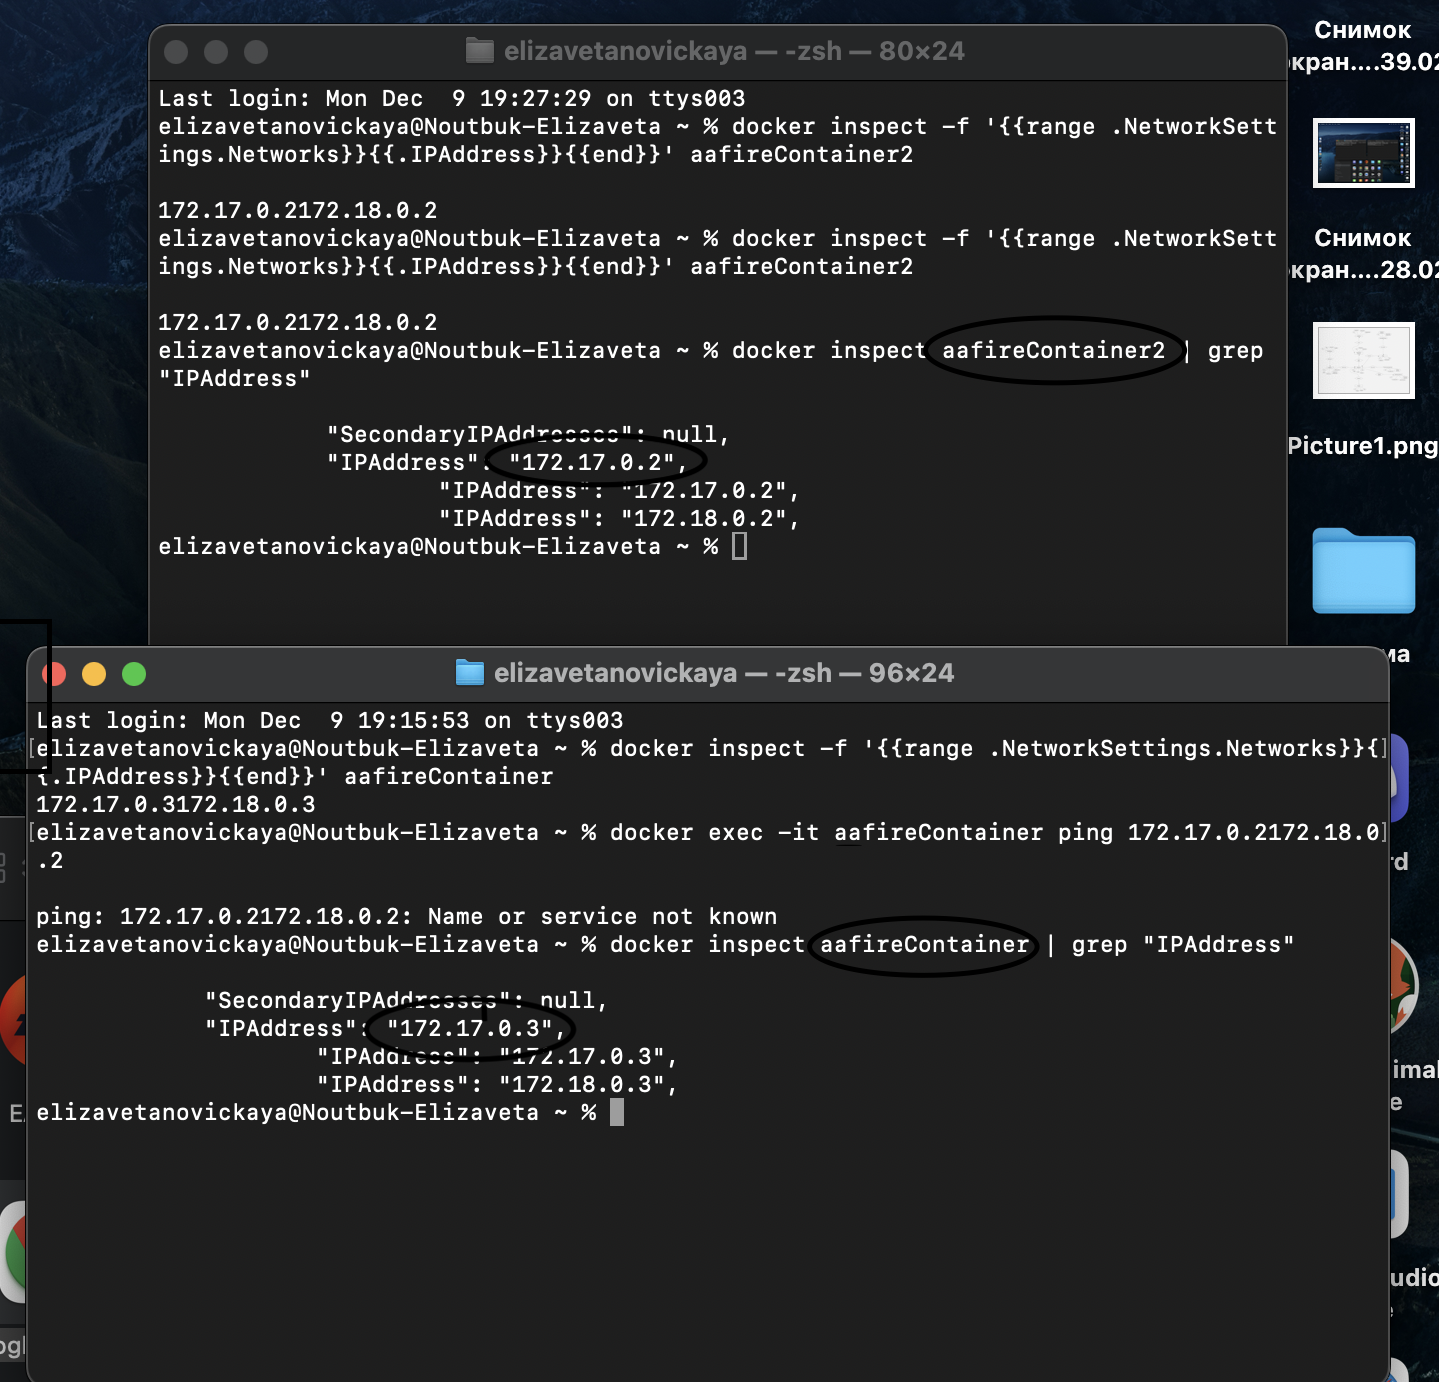 elizavetanovickaya — -zsh — 80×24
Last login: Mon Dec  9 19:27:29 on ttys003
elizavetanovickaya@Noutbuk-Elizaveta ~ % docker inspect -f '{{range .NetworkSett
ings.Networks}}{{.IPAddress}}{{end}}' aafireContainer2
172.17.0.2172.18.0.2
elizavetanovickaya@Noutbuk-Elizaveta ~ % docker inspect -f '{{range .NetworkSett
ings.Networks}}{{.IPAddress}}{{end}}' aafireContainer2
172.17.0.2172.18.0.2
elizavetanovickaya@Noutbuk-Elizaveta ~ % docker inspect aafireContainer2 | grep
"IPAddress"
"SecondaryIPAddresses": null,
"IPAddress": "172.17.0.2",
"IPAddress": "172.17.0.2",
"IPAddress": "172.18.0.2",
elizavetanovickaya@Noutbuk-Elizaveta ~ %
elizavetanovickaya — -zsh — 96×24
Last login: Mon Dec  9 19:15:53 on ttys003
[elizavetanovickaya@Noutbuk-Elizaveta ~ % docker inspect -f '{{range .NetworkSettings.Networks}}{]
{.IPAddress}}{{end}}' aafireContainer
172.17.0.3172.18.0.3
[elizavetanovickaya@Noutbuk-Elizaveta ~ % docker exec -it aafireContainer ping 172.17.0.2172.18.0]
.2
ping: 172.17.0.2172.18.0.2: Name or service not known
elizavetanovickaya@Noutbuk-Elizaveta ~ % docker inspect aafireContainer | grep "IPAddress"
"SecondaryIPAddresses": null,
"IPAddress": "172.17.0.3",
"IPAddress": "172.17.0.3",
"IPAddress": "172.18.0.3",
elizavetanovickaya@Noutbuk-Elizaveta ~ %
Снимок
кран....39.02
Снимок
кран....28.02
Picture1.png